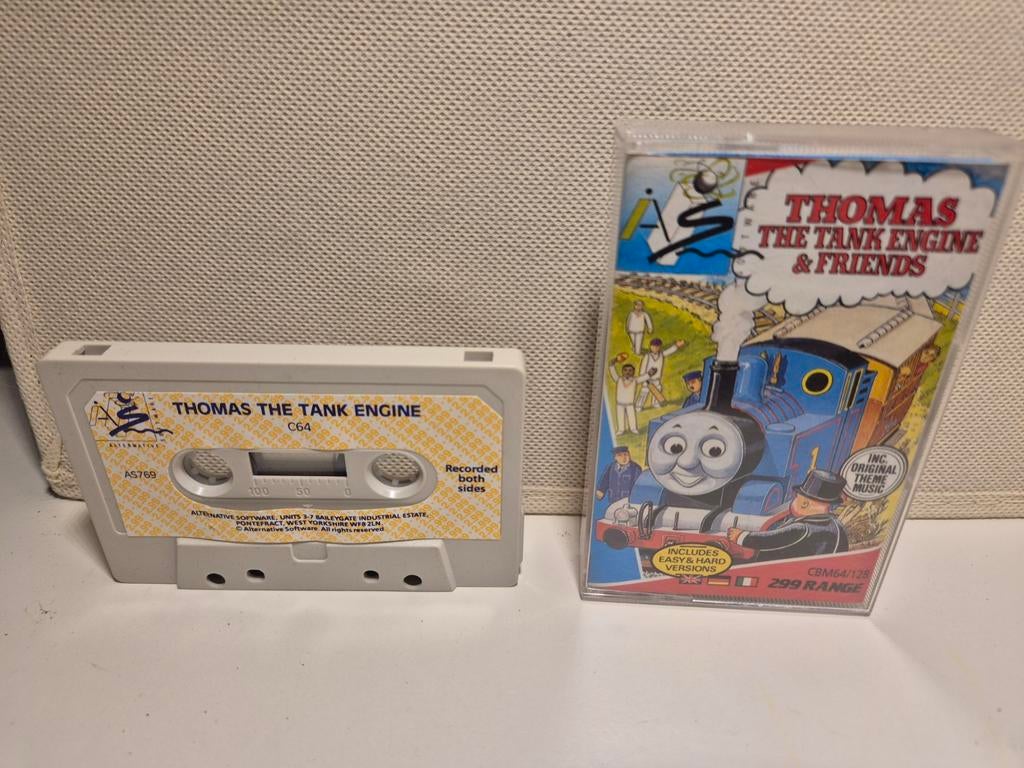 THOMAS THE TANK ENGINE
C64
ALTERNATIVE
AS769
Recorded
both
sides
100 50 0
ALTERNATIVE SOFTWARE, UNITS 3-7 BAILEYGATE INDUSTRIAL ESTATE,
PONTEFRACT, WEST YORKSHIRE WF8 2LN.
© Alternative Software. All rights reserved
THOMAS
THE TANK ENGINE
& FRIENDS
1
INC.
ORIGINAL
THEME
MUSIC
INCLUDES
EASY & HARD
VERSIONS
CBM64/128
299 RANGE